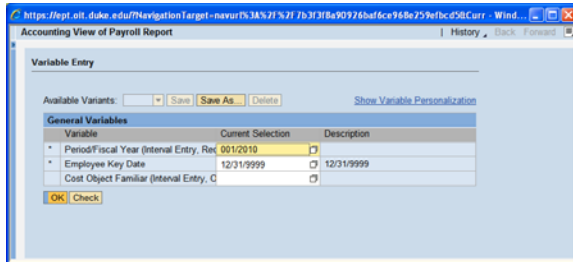 https://ept.oit.duke.edu/?NavigationTarget=navurl%3A%2F%2F7b3f3f8a90926baf6ce968e259efbcd5&Curr - Wind...
Accounting View of Payroll Report | History Back Forward
Variable Entry
Available Variants: Save Save As... Delete Show Variable Personalization
General Variables
Variable Current Selection Description
* Period/Fiscal Year (Interval Entry, Rec 001/2010
* Employee Key Date 12/31/9999 12/31/9999
Cost Object Familiar (Interval Entry, O
OK Check